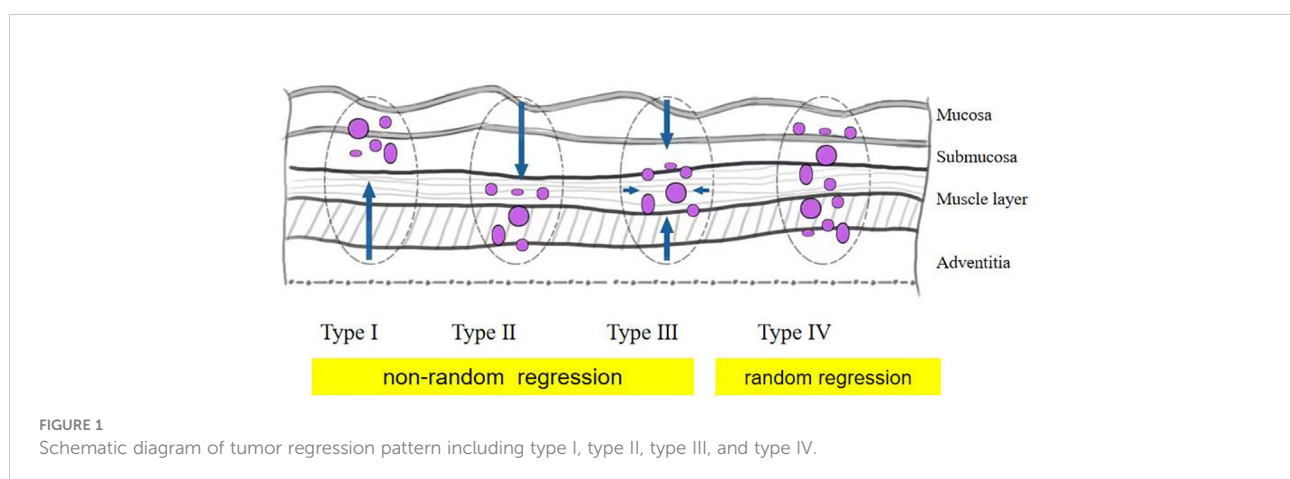 Mucosa
Submucosa
Muscle layer
Adventitia
Type I Type II Type III Type IV
non-random regression random regression
FIGURE 1
Schematic diagram of tumor regression pattern including type I, type II, type III, and type IV.